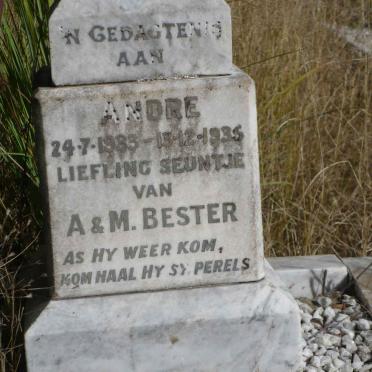 'N GEDAGTENIS
AAN
ANDRE
24-7-1935 - 13-12-1935
LIEFLING SEUNTJE
VAN
A & M. BESTER
AS HY WEER KOM,
KOM HAAL HY SY PERELS